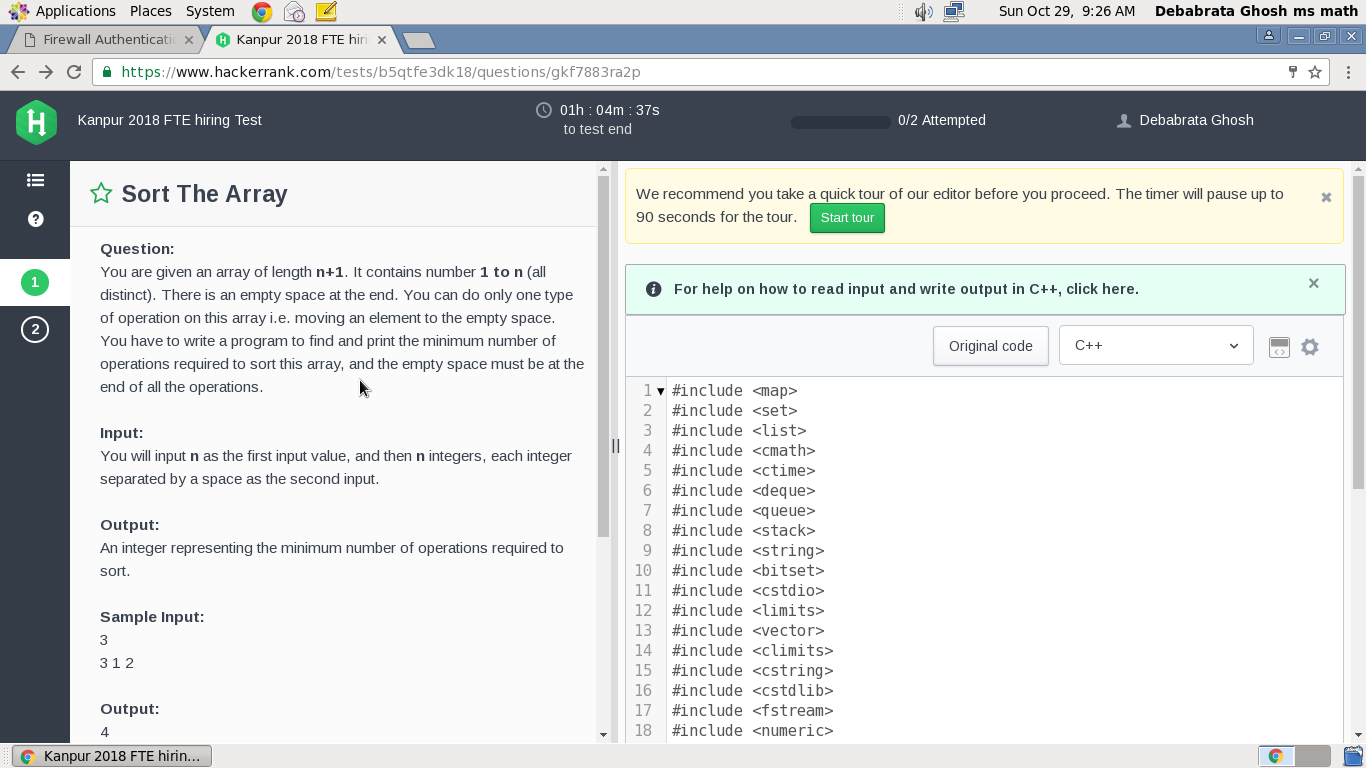 Applications Places System Sun Oct 29, 9:26 AM Debabrata Ghosh ms math
Firewall Authenticati Kanpur 2018 FTE hiri
https://www.hackerrank.com/tests/b5qtfe3dk18/questions/gkf7883ra2p
Kanpur 2018 FTE hiring Test
01h : 04m : 37s
to test end
0/2 Attempted
Debabrata Ghosh
1
2
Sort The Array
Question:
You are given an array of length n+1. It contains number 1 to n (all
distinct). There is an empty space at the end. You can do only one type
of operation on this array i.e. moving an element to the empty space.
You have to write a program to find and print the minimum number of
operations required to sort this array, and the empty space must be at the
end of all the operations.
Input:
You will input n as the first input value, and then n integers, each integer
separated by a space as the second input.
Output:
An integer representing the minimum number of operations required to
sort.
Sample Input:
3
3 1 2
Output:
4
We recommend you take a quick tour of our editor before you proceed. The timer will pause up to
90 seconds for the tour. Start tour
For help on how to read input and write output in C++, click here.
Original code C++
1 #include <map>
2 #include <set>
3 #include <list>
4 #include <cmath>
5 #include <ctime>
6 #include <deque>
7 #include <queue>
8 #include <stack>
9 #include <string>
10 #include <bitset>
11 #include <cstdio>
12 #include <limits>
13 #include <vector>
14 #include <climits>
15 #include <cstring>
16 #include <cstdlib>
17 #include <fstream>
18 #include <numeric>
Kanpur 2018 FTE hirin...